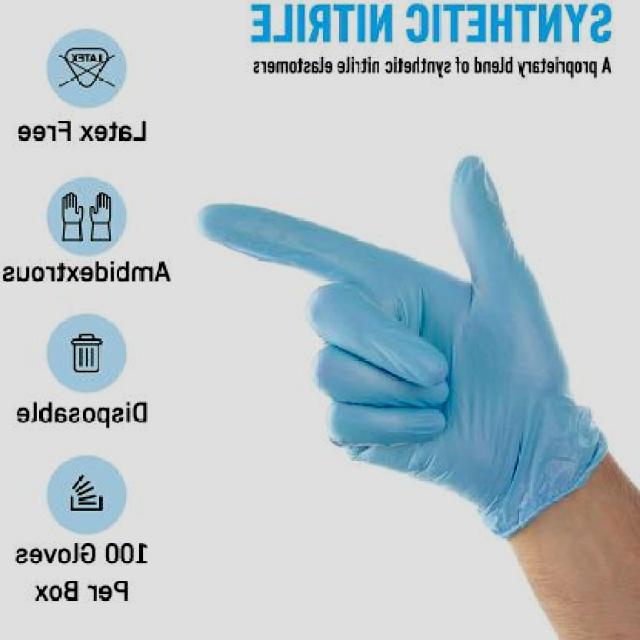 SYNTHETIC NITRILE
A proprietary blend of synthetic nitrile elastomers
LATEX
Latex Free
Ambidextrous
Disposable
100 Gloves
Per Box